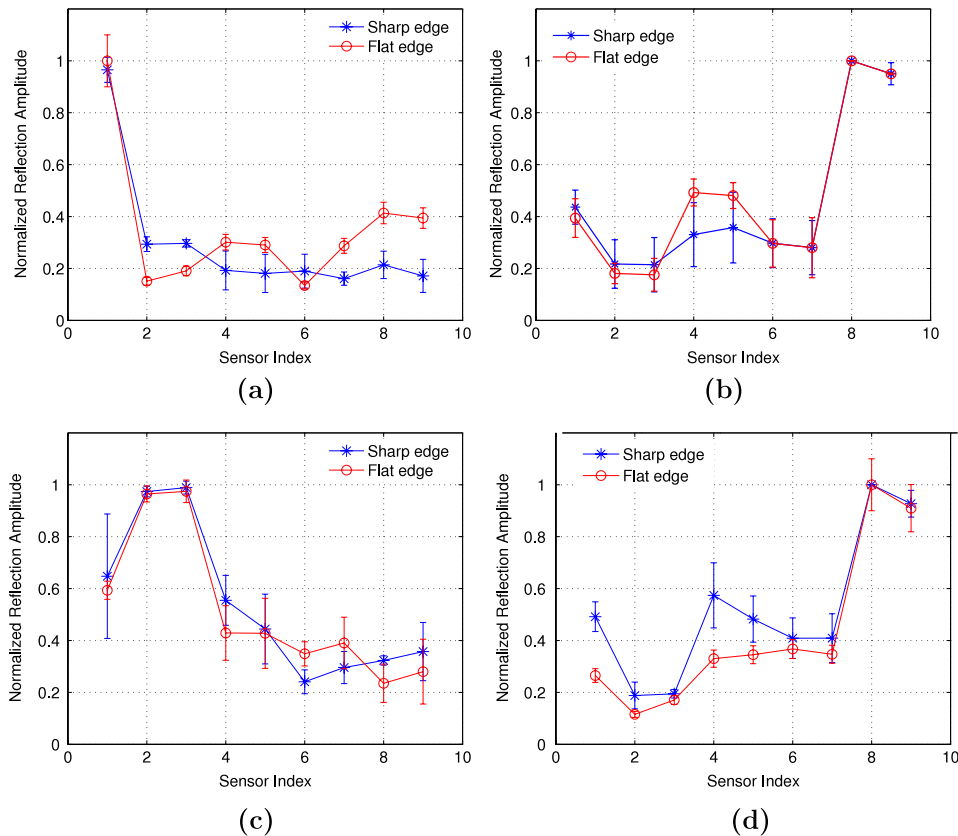 Normalized Reflection Amplitude
1
0.8
0.6
0.4
0.2
0
0 2 4 6 8 10
Sensor Index
Sharp edge
Flat edge
(a)
Normalized Reflection Amplitude
1
0.8
0.6
0.4
0.2
0
0 2 4 6 8 10
Sensor Index
Sharp edge
Flat edge
(b)
Normalized Reflection Amplitude
1
0.8
0.6
0.4
0.2
0
0 2 4 6 8 10
Sensor Index
Sharp edge
Flat edge
(c)
Normalized Reflection Amplitude
1
0.8
0.6
0.4
0.2
0
0 2 4 6 8 10
Sensor Index
Sharp edge
Flat edge
(d)